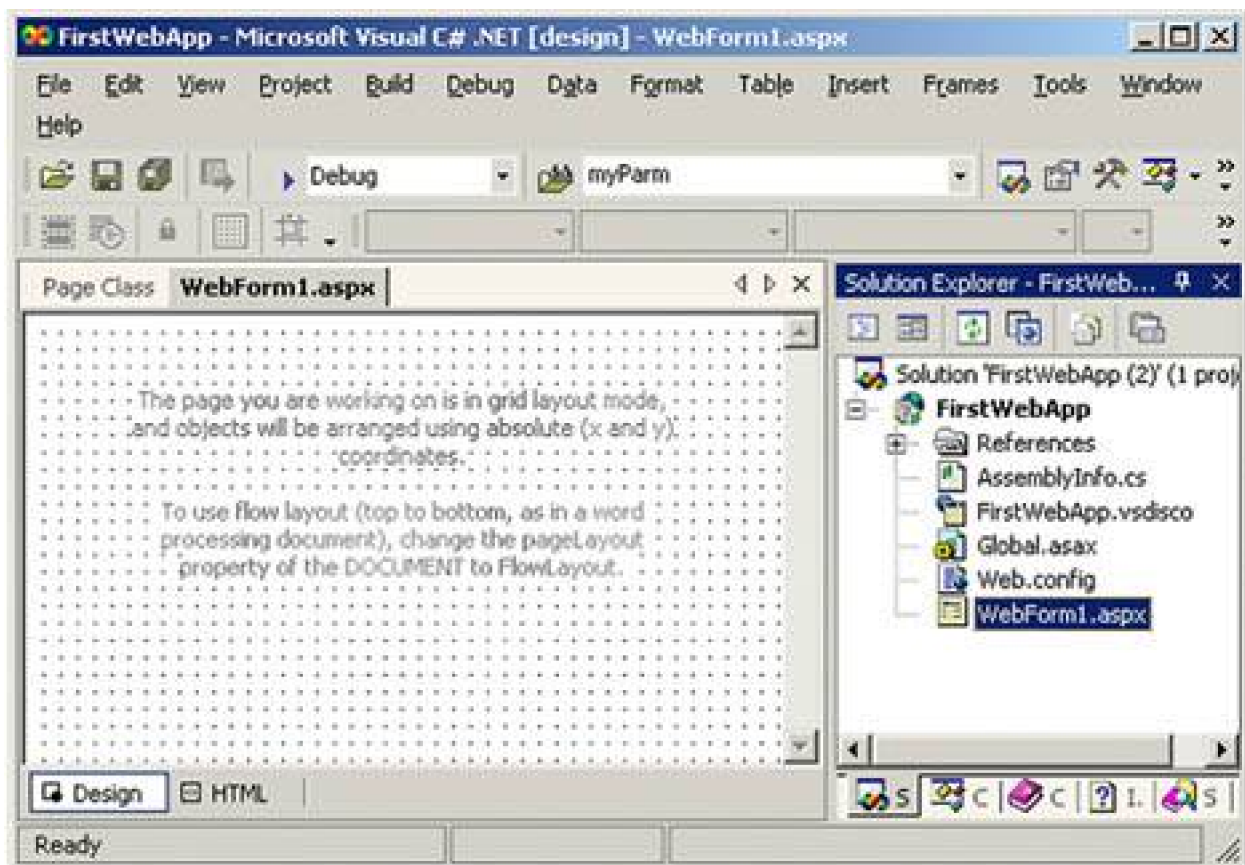 FirstWebApp - Microsoft Visual C# .NET [design] - WebForm1.aspx
File Edit View Project Build Debug Data Format Table Insert Frames Tools Window
Help
Debug myParm
Page Class WebForm1.aspx
The page you are working on is in grid layout mode,
and objects will be arranged using absolute (x and y)
coordinates.
To use flow layout (top to bottom, as in a word
processing document), change the pageLayout
property of the DOCUMENT to FlowLayout.
Design HTML
Solution Explorer - FirstWeb...
Solution 'FirstWebApp (2)' (1 proj
FirstWebApp
References
AssemblyInfo.cs
FirstWebApp.vsdisco
Global.asax
Web.config
WebForm1.aspx
S C C I. S
Ready